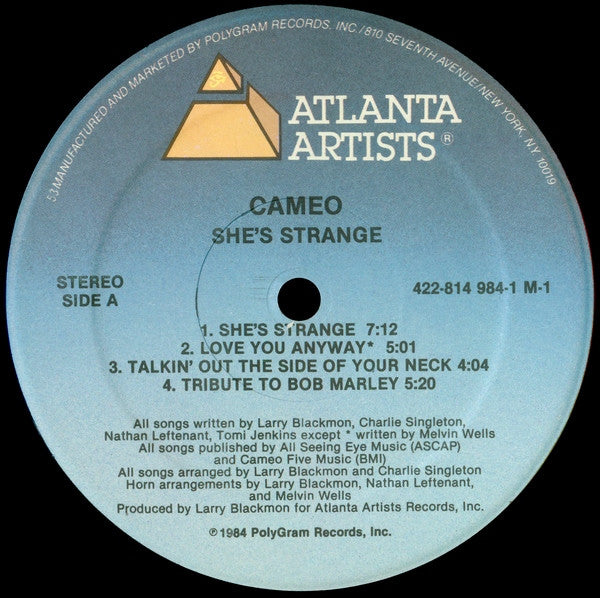 53 MANUFACTURED AND MARKETED BY POLYGRAM RECORDS, INC / 810 SEVENTH AVENUE / NEW YORK, NY 10019
ATLANTA
ARTISTS®
CAMEO
SHE'S STRANGE
STEREO
SIDE A
422-814 984-1 M-1
1. SHE'S STRANGE 7:12
2. LOVE YOU ANYWAY* 5:01
3. TALKIN' OUT THE SIDE OF YOUR NECK 4:04
4. TRIBUTE TO BOB MARLEY 5:20
All songs written by Larry Blackmon, Charlie Singleton,
Nathan Leftenant, Tomi Jenkins except * written by Melvin Wells
All songs published by All Seeing Eye Music (ASCAP)
and Cameo Five Music (BMI)
All songs arranged by Larry Blackmon and Charlie Singleton
Horn arrangements by Larry Blackmon, Nathan Leftenant,
and Melvin Wells
Produced by Larry Blackmon for Atlanta Artists Records, Inc.
℗ 1984 PolyGram Records, Inc.